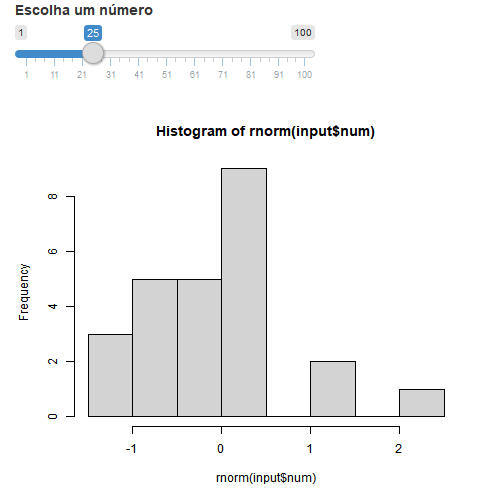 Escolha um número
1 25 100
1 11 21 31 41 51 61 71 81 91 100
Histogram of rnorm(input$num)
8
6
4
2
0
Frequency
-1 0 1 2
rnorm(input$num)